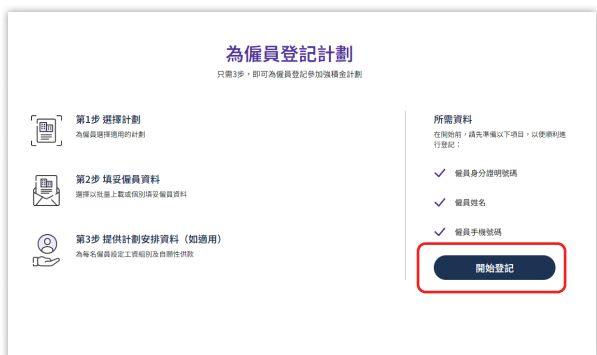 為僱員登記計劃
只需3步，即可為僱員登記參加強積金計劃
第1步 選擇計劃
為僱員選擇適用的計劃
第2步 填妥僱員資料
選擇以批量上載或個別填妥僱員資料
第3步 提供計劃安排資料（如適用）
為每名僱員設定工資組別及自願性供款
所需資料
在開始前，請先準備以下項目，以便順利進
行登記：
僱員身分證明號碼
僱員姓名
僱員手機號碼
開始登記